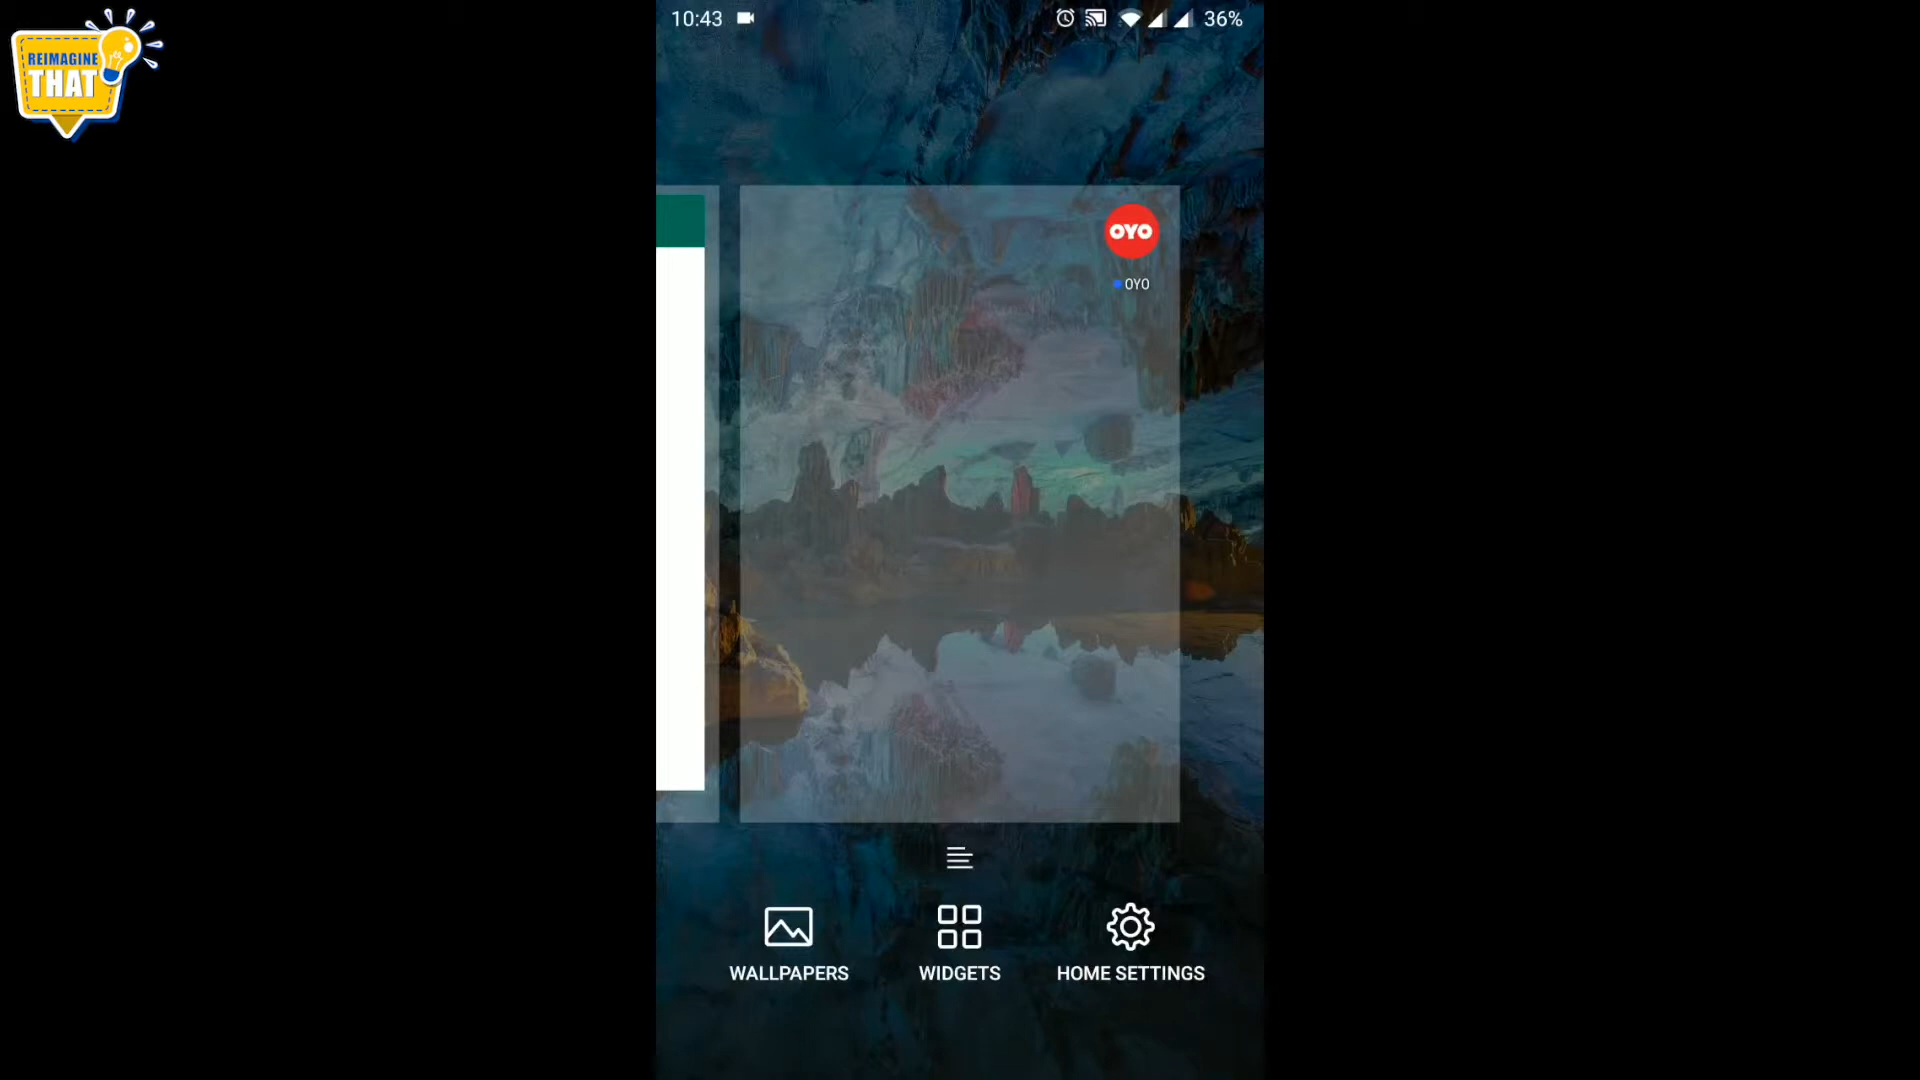 REIMAGINE
THAT
10:43
36%
OYO
OYO
WALLPAPERS
WIDGETS
HOME SETTINGS